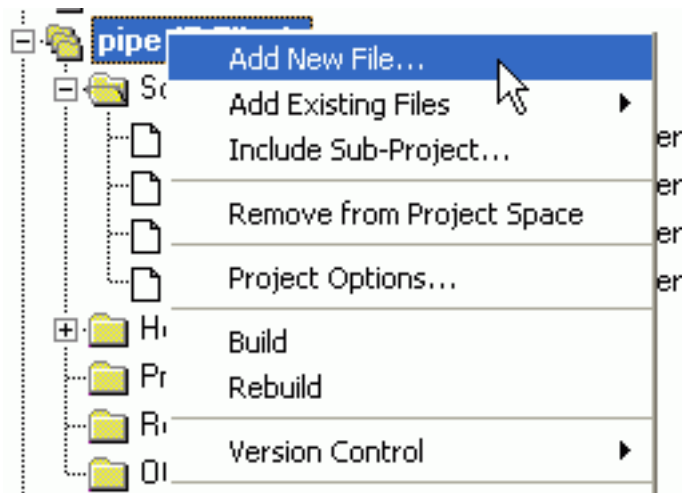 pipe
Add New File...
Add Existing Files
Include Sub-Project...
Remove from Project Space
Project Options...
Build
Rebuild
Version Control